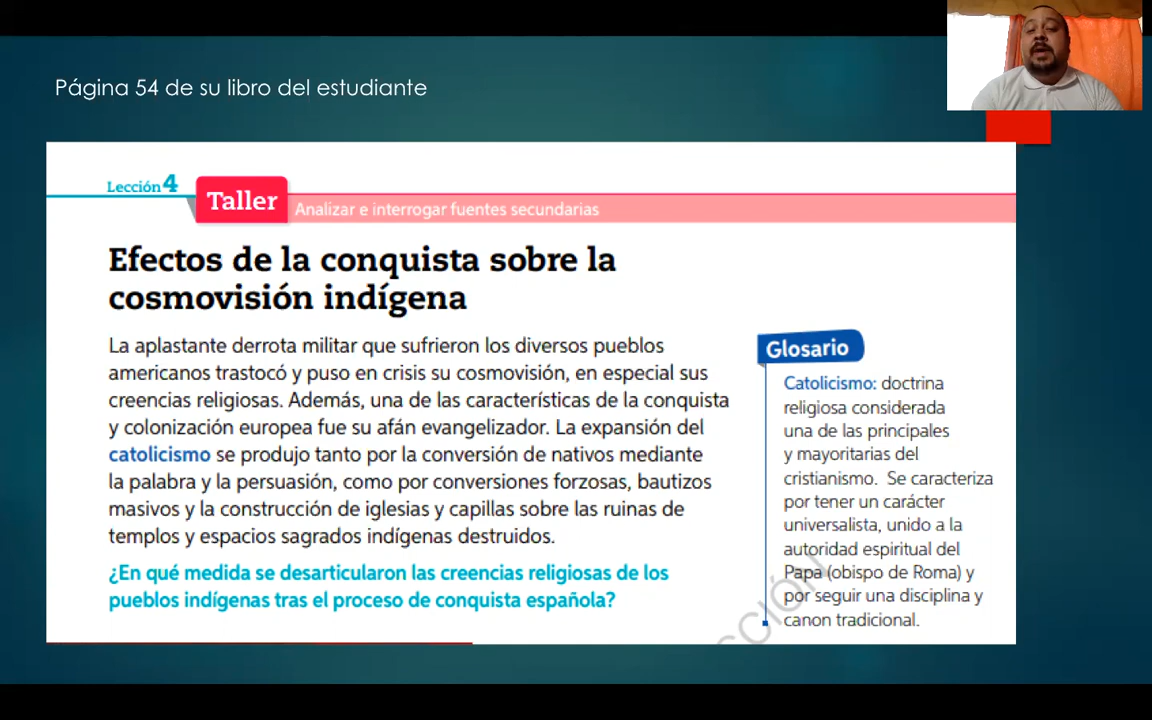 Página 54 de su libro del estudiante
Lección 4
Taller
Analizar e interrogar fuentes secundarias
Efectos de la conquista sobre la
cosmovisión indígena
La aplastante derrota militar que sufrieron los diversos pueblos
americanos trastocó y puso en crisis su cosmovisión, en especial sus
creencias religiosas. Además, una de las características de la conquista
y colonización europea fue su afán evangelizador. La expansión del
catolicismo se produjo tanto por la conversión de nativos mediante
la palabra y la persuasión, como por conversiones forzosas, bautizos
masivos y la construcción de iglesias y capillas sobre las ruinas de
templos y espacios sagrados indígenas destruidos.
¿En qué medida se desarticularon las creencias religiosas de los
pueblos indígenas tras el proceso de conquista española?
Glosario
Catolicismo: doctrina
religiosa considerada
una de las principales
y mayoritarias del
cristianismo. Se caracteriza
por tener un carácter
universalista, unido a la
autoridad espiritual del
Papa (obispo de Roma) y
por seguir una disciplina y
canon tradicional.